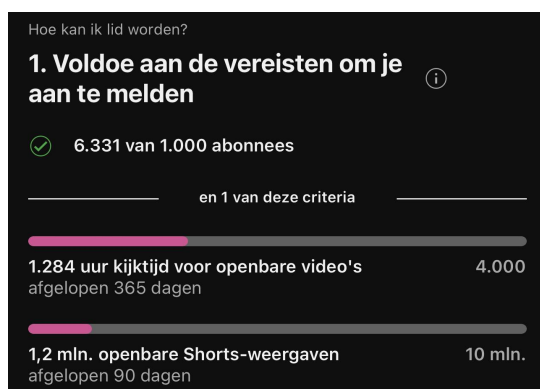 Hoe kan ik lid worden?
1. Voldoe aan de vereisten om je
aan te melden
6.331 van 1.000 abonnees
en 1 van deze criteria
1.284 uur kijktijd voor openbare video's 4.000
afgelopen 365 dagen
1,2 mln. openbare Shorts-weergaven 10 mln.
afgelopen 90 dagen